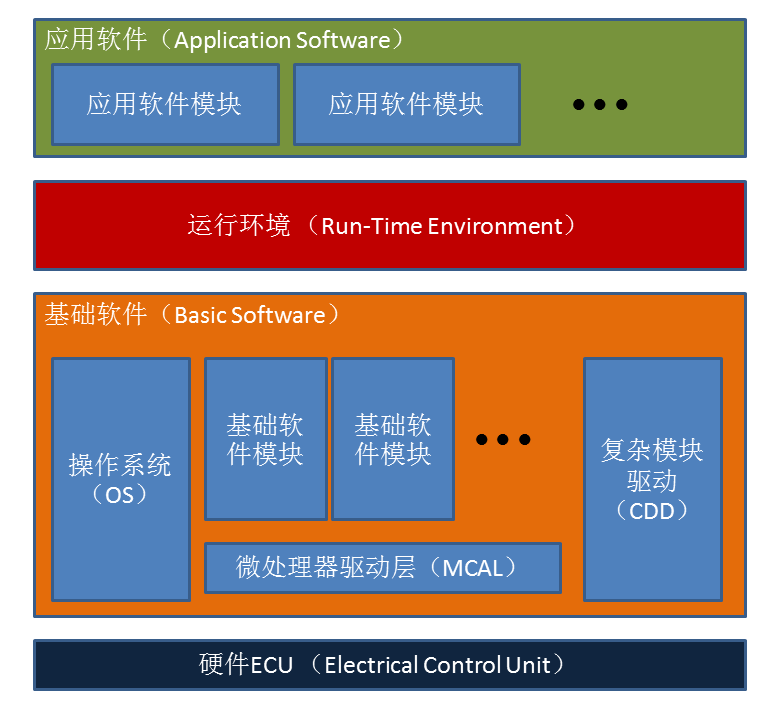 应用软件（Application Software）
应用软件模块
应用软件模块
运行环境（Run-Time Environment）
基础软件（Basic Software）
操作系统
（OS）
基础软
件模块
基础软
件模块
复杂模块
驱动
（CDD）
微处理器驱动层（MCAL）
硬件ECU（Electrical Control Unit）